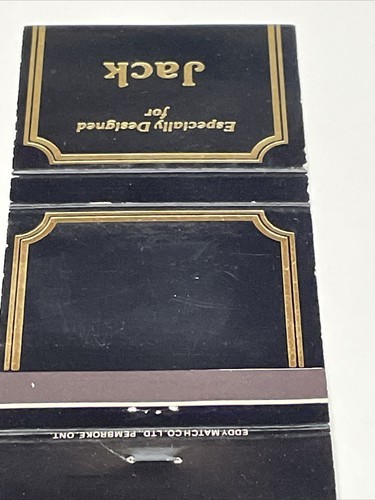 Especially Designed
for
Jack
EDDY MATCH CO. LTD. PEMBROKE, ONT.